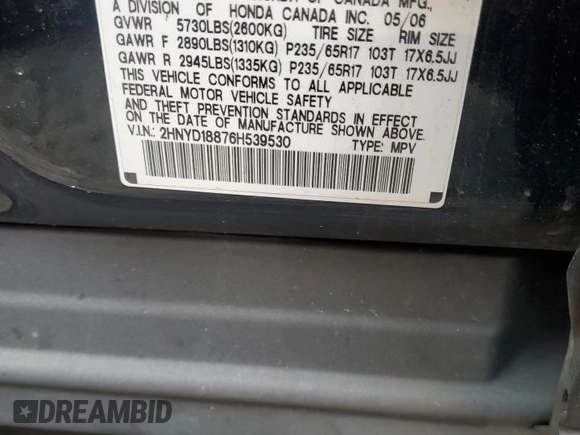 OF CANADA MFG.,
A DIVISION OF HONDA CANADA INC. 05/06
GVWR 5730LBS(2600KG) TIRE SIZE RIM SIZE
GAWR F 2890LBS(1310KG) P235/65R17 103T 17X6.5JJ
GAWR R 2945LBS(1335KG) P235/65R17 103T 17X6.5JJ
THIS VEHICLE CONFORMS TO ALL APPLICABLE
FEDERAL MOTOR VEHICLE SAFETY
AND THEFT PREVENTION STANDARDS IN EFFECT
ON THE DATE OF MANUFACTURE SHOWN ABOVE.
V.I.N.: 2HNYD18876H539530 TYPE: MPV
DREAMBID